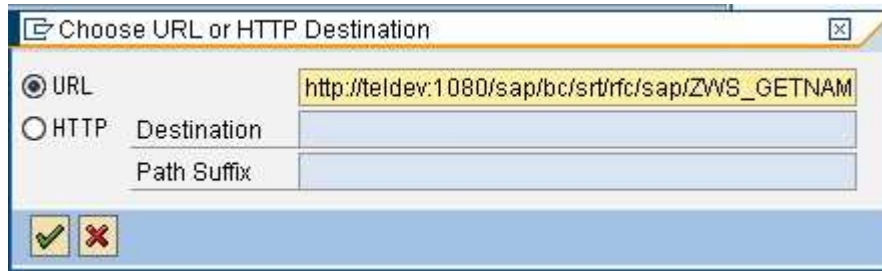 Choose URL or HTTP Destination
URL http://teldev:1080/sap/bc/srt/rfc/sap/ZWS_GETNAM
HTTP Destination
Path Suffix